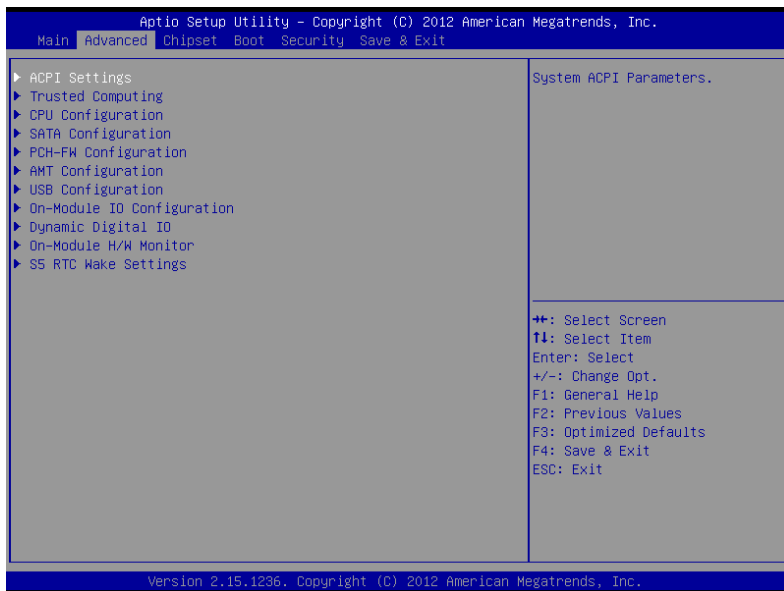 Aptio Setup Utility – Copyright (C) 2012 American Megatrends, Inc.
Main Advanced Chipset Boot Security Save & Exit
▶ ACPI Settings
▶ Trusted Computing
▶ CPU Configuration
▶ SATA Configuration
▶ PCH-FW Configuration
▶ AMT Configuration
▶ USB Configuration
▶ On-Module IO Configuration
▶ Dynamic Digital IO
▶ On-Module H/W Monitor
▶ S5 RTC Wake Settings
System ACPI Parameters.
→←: Select Screen
↑↓: Select Item
Enter: Select
+/-: Change Opt.
F1: General Help
F2: Previous Values
F3: Optimized Defaults
F4: Save & Exit
ESC: Exit
Version 2.15.1236. Copyright (C) 2012 American Megatrends, Inc.